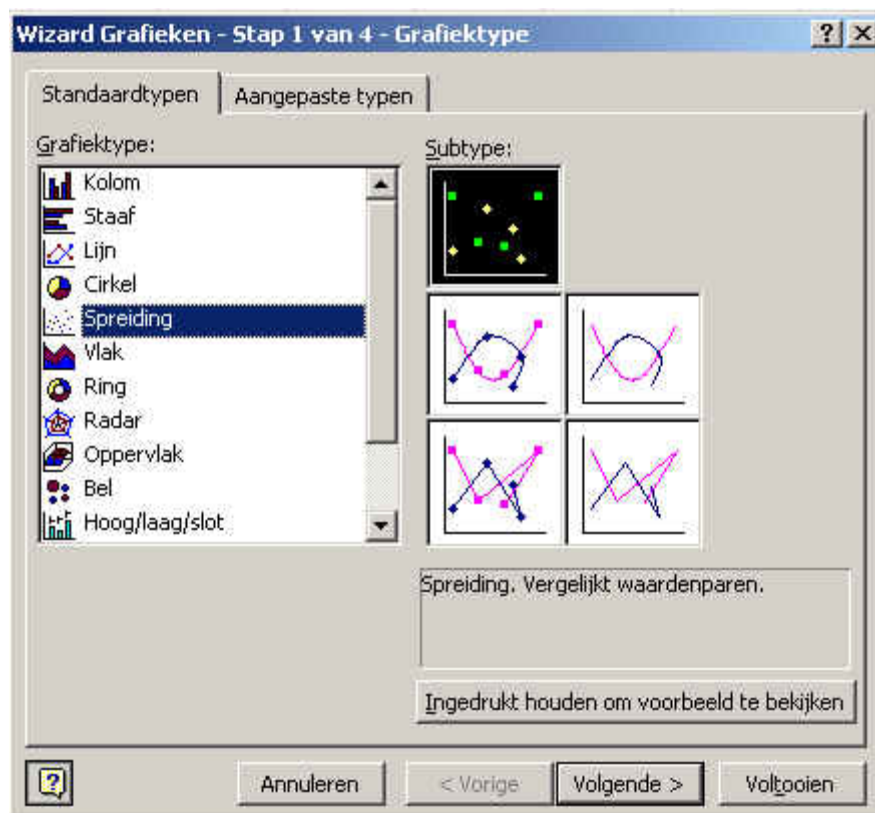 Wizard Grafieken - Stap 1 van 4 - Grafiektype
Standaardtypen
Aangepaste typen
Grafiektype:
Kolom
Staaf
Lijn
Cirkel
Spreiding
Vlak
Ring
Radar
Oppervlak
Bel
Hoog/laag/slot
Subtype:
Spreiding. Vergelijkt waardenparen.
Ingedrukt houden om voorbeeld te bekijken
Annuleren
< Vorige
Volgende >
Voltooien